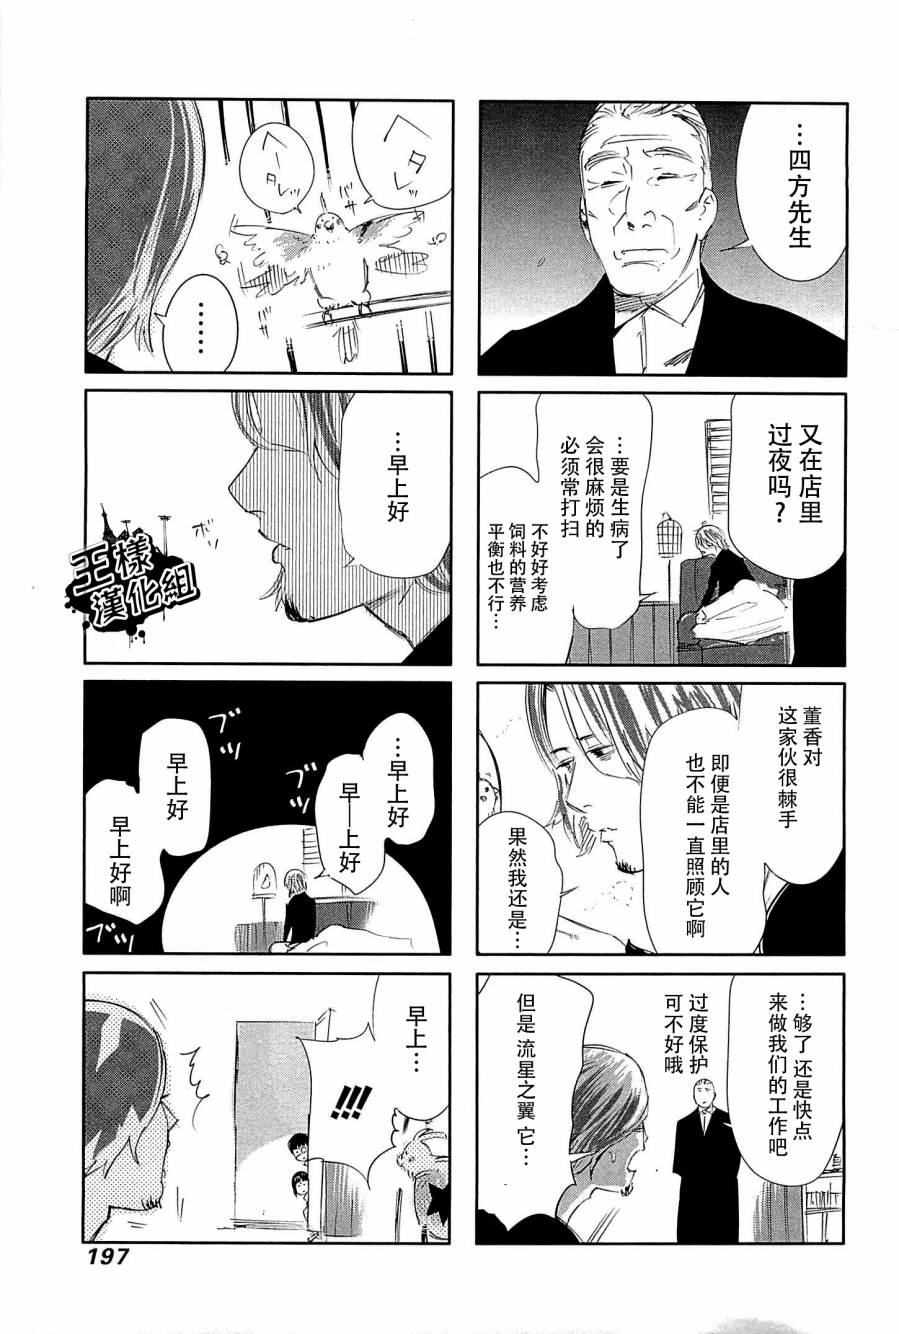 …四方先生
又在店里
过夜吗？
…要是生病了
会很麻烦的
必须常打扫
不好好考虑
饲料的营养
平衡也不行…
董香对
这家伙很棘手
即便是店里的人
也不能一直照顾它啊
果然我还是…
…够了 还是快点
来做我们的工作吧
过度保护
可不好哦
但是 流星之翼 它…
ヘタレ
ヘータレ
……
…早上好
ボソ
…早上好
早―上好
早上好
早上好啊
ブツ
ブツ
早上…
!!!
王樣
漢化組
197